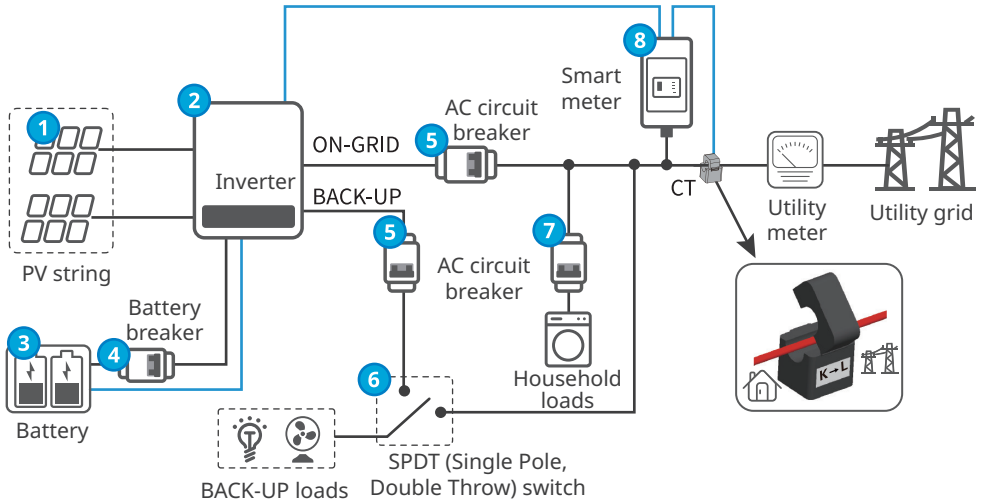 8
Smart
meter
2
AC circuit
breaker
1
5
ON-GRID
Inverter
BACK-UP
CT
Utility
meter
Utility grid
5
7
PV string
AC circuit
breaker
Battery
breaker
3
4
K→L
6
Household
loads
Battery
SPDT (Single Pole,
Double Throw) switch
BACK-UP loads